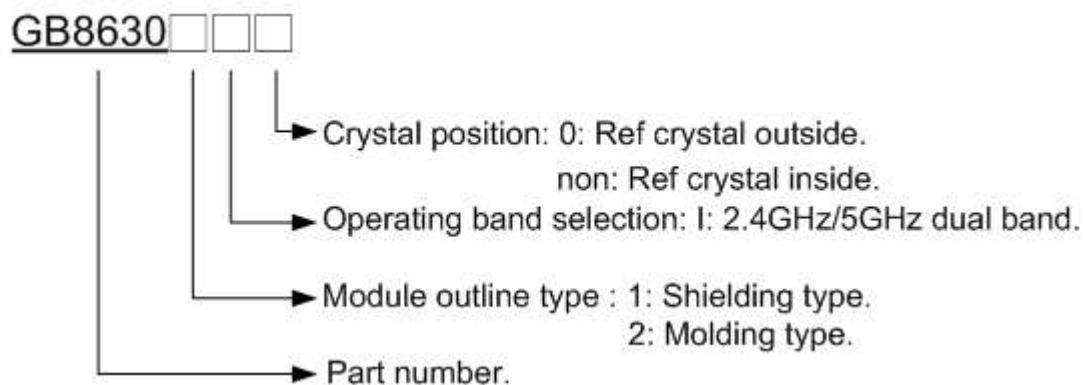 GB8630
Crystal position: 0: Ref crystal outside.
non: Ref crystal inside.
Operating band selection: I: 2.4GHz/5GHz dual band.
Module outline type : 1: Shielding type.
2: Molding type.
Part number.